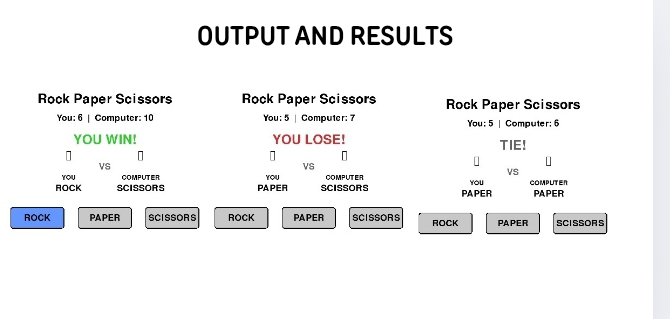 OUTPUT AND RESULTS
Rock Paper Scissors
You: 6 | Computer: 10
YOU WIN!
VS
YOU
COMPUTER
ROCK
SCISSORS
ROCK
PAPER
SCISSORS
Rock Paper Scissors
You: 5 | Computer: 7
YOU LOSE!
VS
YOU
COMPUTER
PAPER
SCISSORS
ROCK
PAPER
SCISSORS
Rock Paper Scissors
You: 5 | Computer: 6
TIE!
VS
YOU
COMPUTER
PAPER
PAPER
ROCK
PAPER
SCISSORS